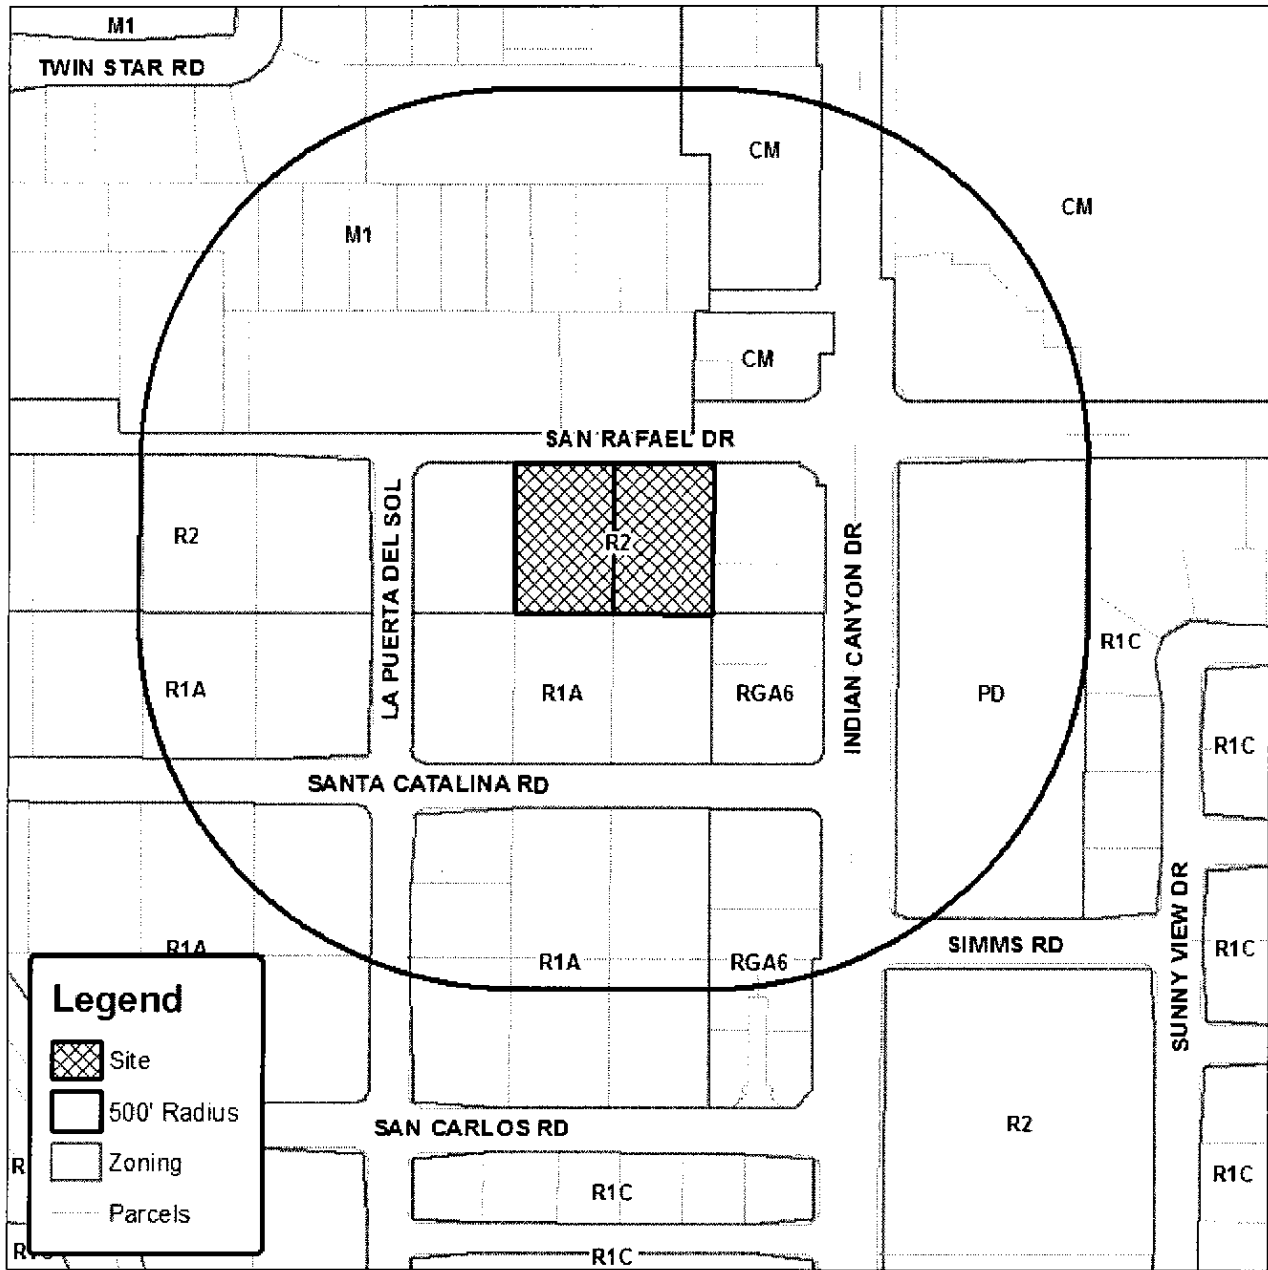 M1
TWIN STAR RD
CM
CM
M1
CM
SAN RAFAEL DR
R2
R2
LA PUERTA DEL SOL
INDIAN CANYON DR
R1C
R1A
R1A
RGA6
PD
R1C
SANTA CATALINA RD
SUNNY VIEW DR
R1A
R1A
RGA6
SIMMS RD
R1C
Legend
Site
500' Radius
Zoning
Parcels
SAN CARLOS RD
R2
R1C
R1C
R1C